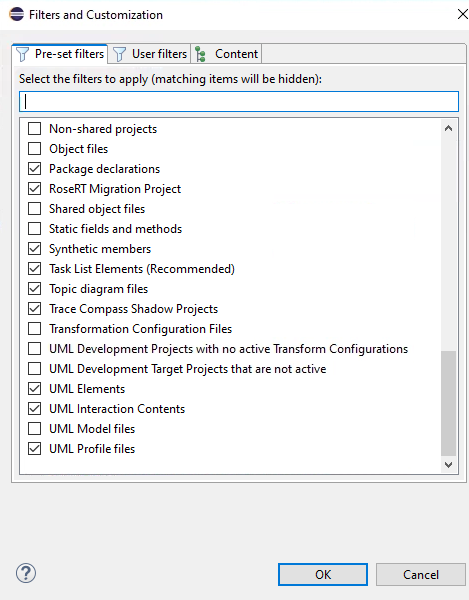 Filters and Customization
Pre-set filters
User filters
Content
Select the filters to apply (matching items will be hidden):
Non-shared projects
Object files
Package declarations
RoseRT Migration Project
Shared object files
Static fields and methods
Synthetic members
Task List Elements (Recommended)
Topic diagram files
Trace Compass Shadow Projects
Transformation Configuration Files
UML Development Projects with no active Transform Configurations
UML Development Target Projects that are not active
UML Elements
UML Interaction Contents
UML Model files
UML Profile files
?
OK
Cancel